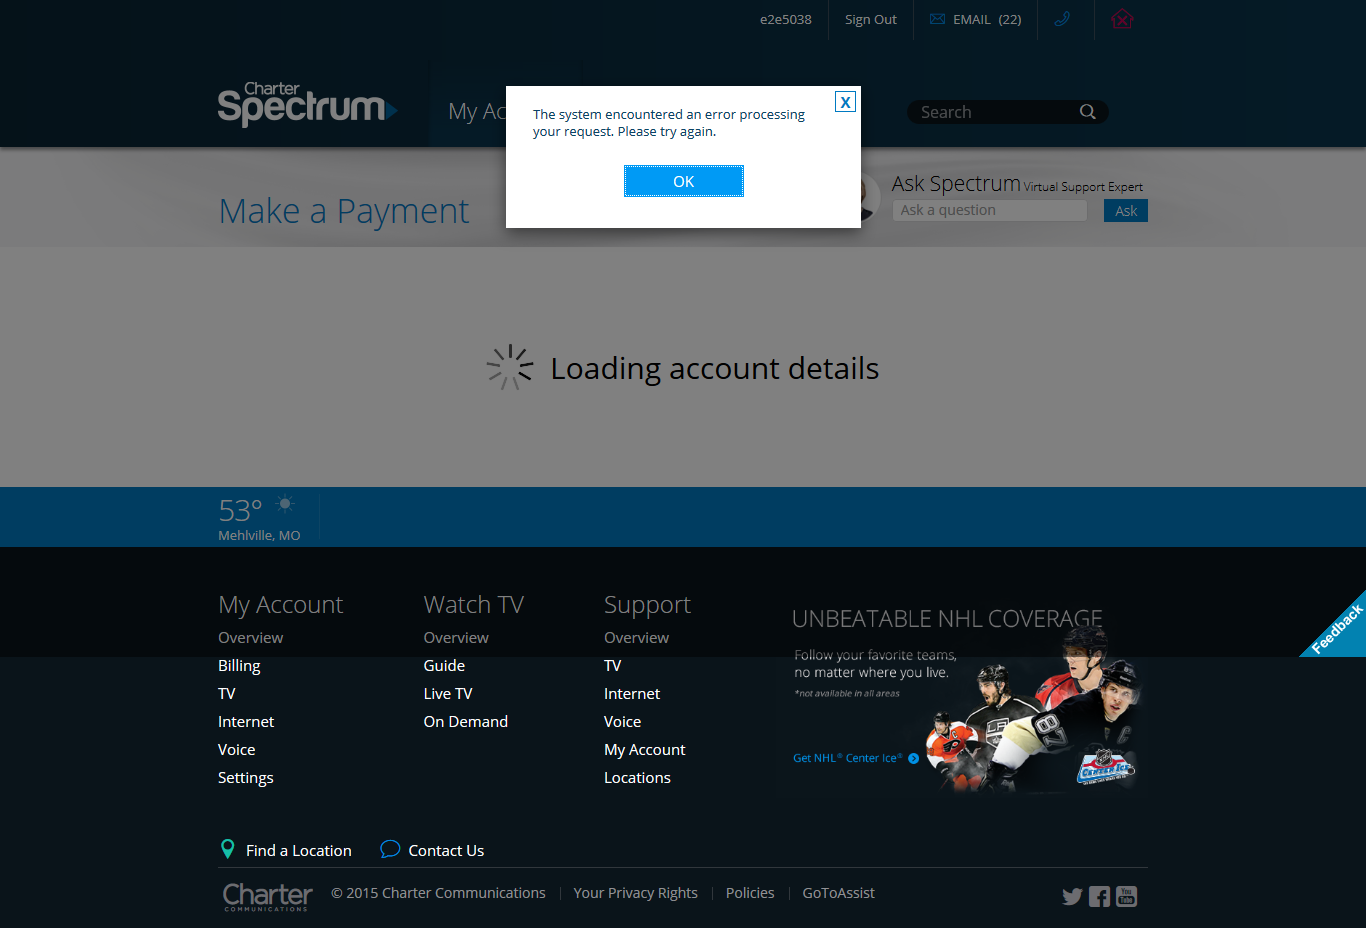 e2e5038
Sign Out
EMAIL (22)
Charter
Spectrum
My Ac
Search
The system encountered an error processing
your request. Please try again.
X
OK
Make a Payment
Ask Spectrum Virtual Support Expert
Ask a question
Ask
Loading account details
53°
Mehlville, MO
My Account
Overview
Billing
TV
Internet
Voice
Settings
Watch TV
Overview
Guide
Live TV
On Demand
Support
Overview
TV
Internet
Voice
My Account
Locations
UNBEATABLE NHL COVERAGE
Follow your favorite teams,
no matter where you live.
*not available in all areas
Get NHL® Center Ice®
87
Center Ice
Feedback
Find a Location
Contact Us
Charter
COMMUNICATIONS
© 2015 Charter Communications
Your Privacy Rights
Policies
GoToAssist
You
Tube